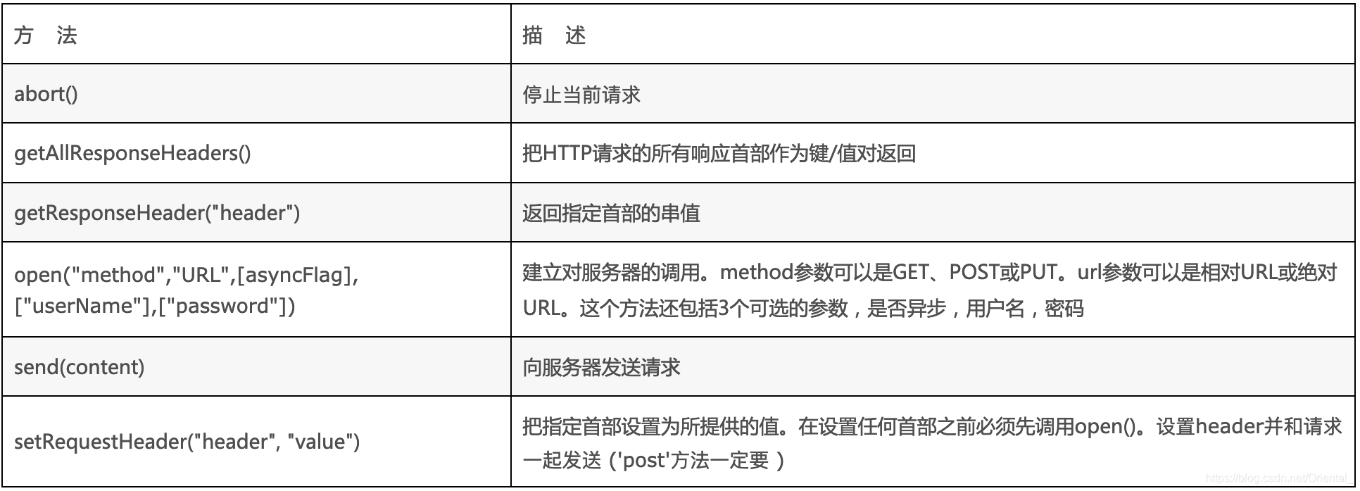 方 法
描 述
abort()
停止当前请求
getAllResponseHeaders()
把HTTP请求的所有响应首部作为键/值对返回
getResponseHeader("header")
返回指定首部的串值
open("method","URL",[asyncFlag],
["userName"],["password"])
建立对服务器的调用。method参数可以是GET、POST或PUT。url参数可以是相对URL或绝对
URL。这个方法还包括3个可选的参数，是否异步，用户名，密码
send(content)
向服务器发送请求
setRequestHeader("header", "value")
把指定首部设置为所提供的值。在设置任何首部之前必须先调用open()。设置header并和请求
一起发送 ('post'方法一定要 )